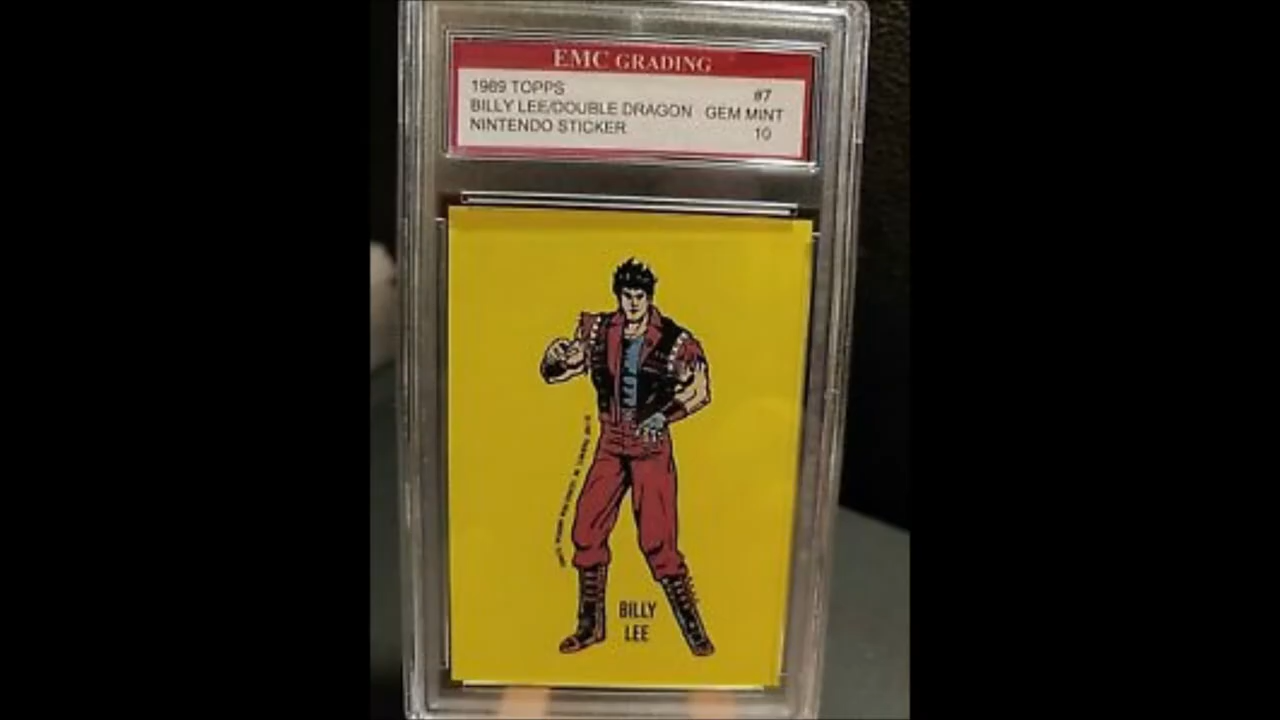 EMC GRADING
1989 TOPPS #7
BILLY LEE/DOUBLE DRAGON GEM MINT
NINTENDO STICKER 10
BILLY
LEE